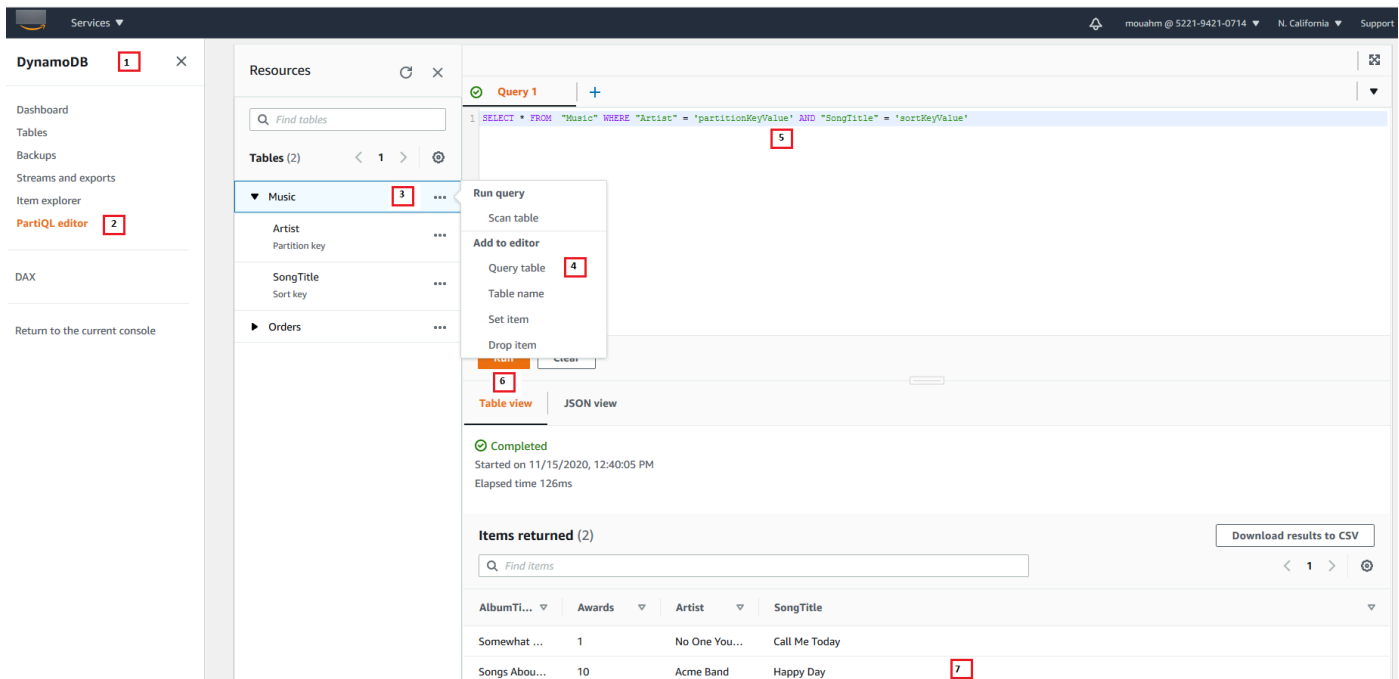 Services ▼
mouahm @ 5221-9421-0714 ▼ N. California ▼ Support
DynamoDB 1
Dashboard
Tables
Backups
Streams and exports
Item explorer
PartiQL editor 2
DAX
Return to the current console
Resources
Find tables
Tables (2) < 1 >
Music 3
Artist
Partition key
SongTitle
Sort key
Orders
Run query
Scan table
Add to editor
Query table 4
Table name
Set item
Drop item
Query 1 +
1 SELECT * FROM "Music" WHERE "Artist" = 'partitionKeyValue' AND "SongTitle" = 'sortKeyValue'
5
Run Clear
6
Table view JSON view
Completed
Started on 11/15/2020, 12:40:05 PM
Elapsed time 126ms
Items returned (2) Download results to CSV
Find items < 1 >
AlbumTi... Awards Artist SongTitle
Somewhat ... 1 No One You... Call Me Today
Songs Abou... 10 Acme Band Happy Day 7